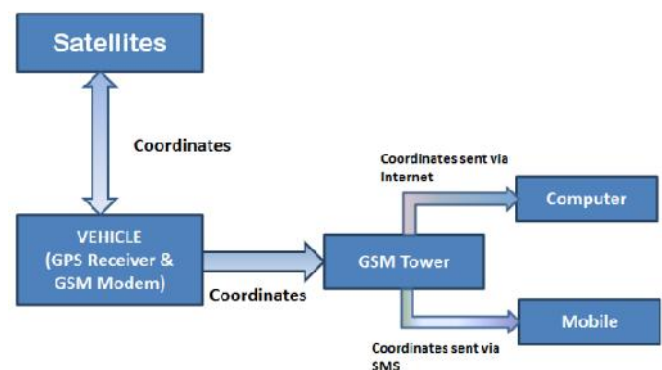 Satellites
Coordinates
VEHICLE
(GPS Receiver &
GSM Modem)
Coordinates
GSM Tower
Coordinates sent via
Internet
Computer
Mobile
Coordinates sent via
SMS